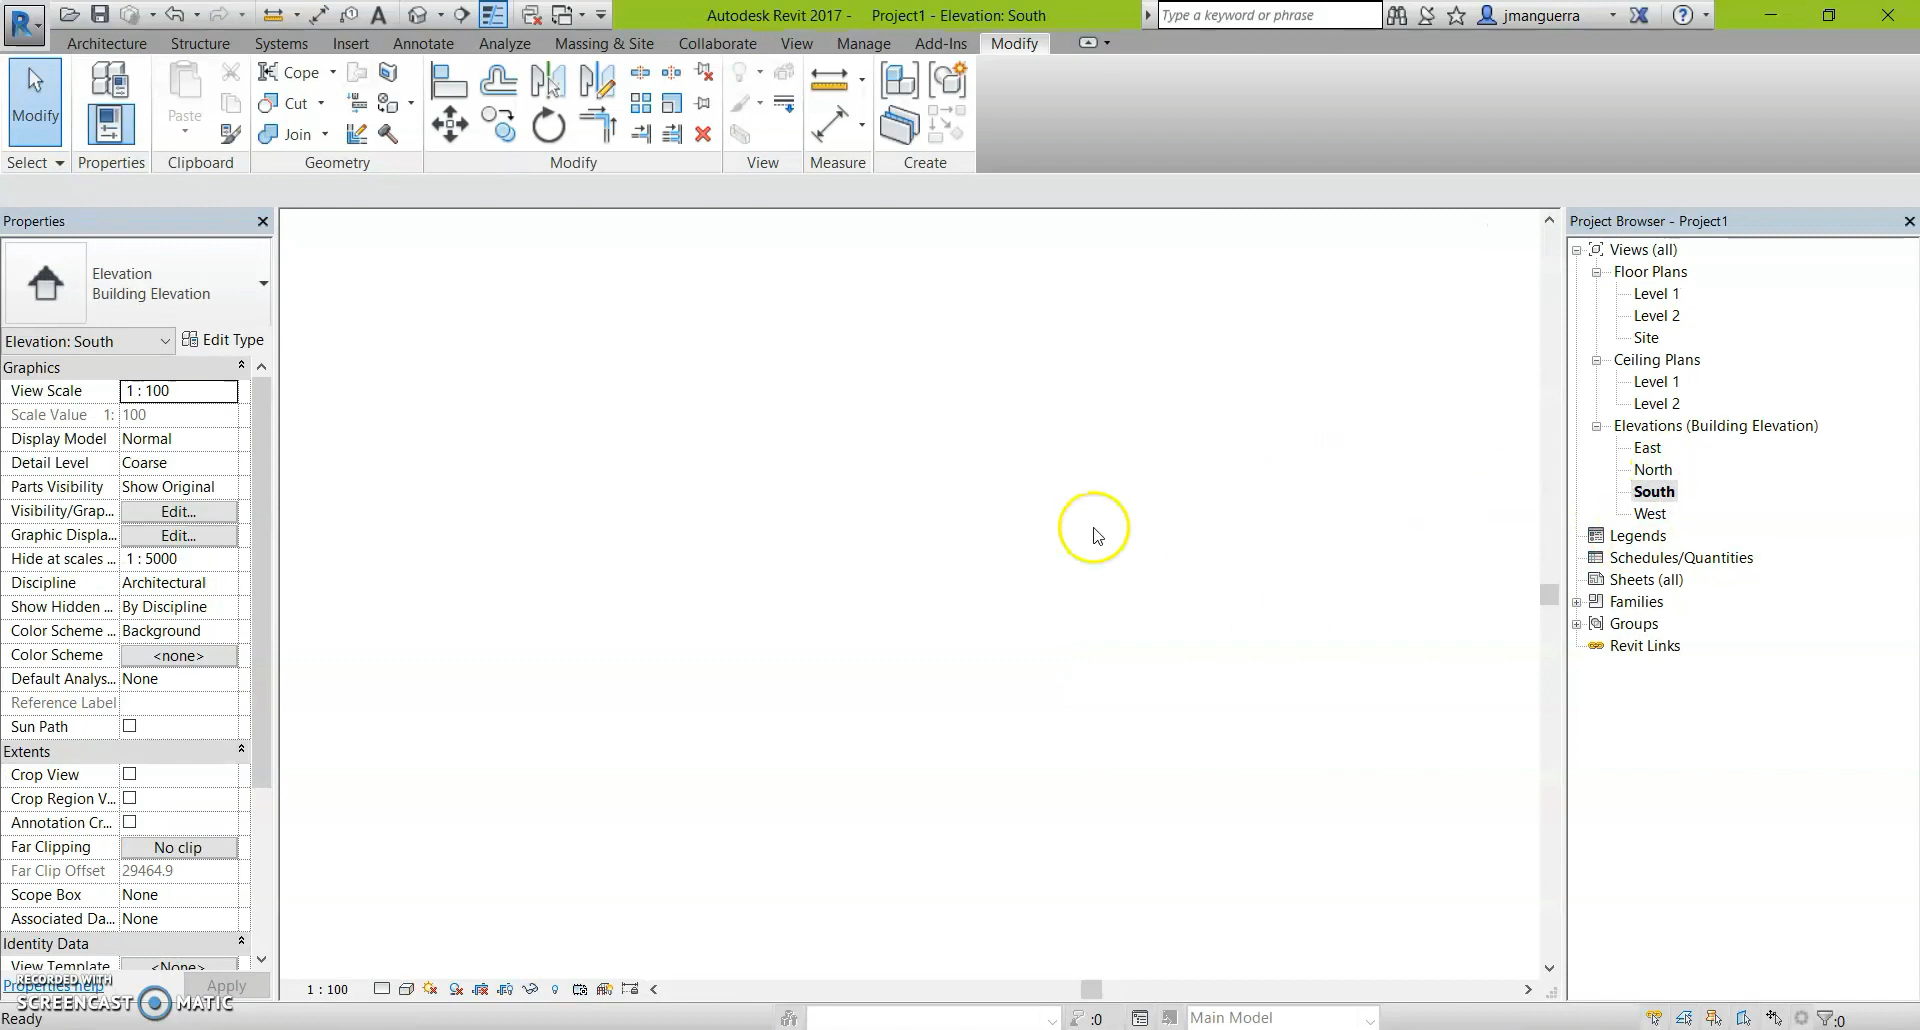 Autodesk Revit 2017 - Project1 - Elevation: South
Type a keyword or phrase
jmanguerra
Architecture Structure Systems Insert Annotate Analyze Massing & Site Collaborate View Manage Add-Ins Modify
Modify
Paste
Cope
Cut
Join
Select Properties Clipboard Geometry Modify View Measure Create
Properties
Elevation
Building Elevation
Elevation: South Edit Type
Graphics
View Scale 1 : 100
Scale Value 1: 100
Display Model Normal
Detail Level Coarse
Parts Visibility Show Original
Visibility/Grap... Edit...
Graphic Displa... Edit...
Hide at scales ... 1 : 5000
Discipline Architectural
Show Hidden ... By Discipline
Color Scheme ... Background
Color Scheme <none>
Default Analys... None
Reference Label
Sun Path
Extents
Crop View
Crop Region V...
Annotation Cr...
Far Clipping No clip
Far Clip Offset 29464.9
Scope Box None
Associated Da... None
Identity Data
View Template <None>
Properties help Apply
RECORDED WITH
SCREENCAST MATIC
Ready
1 : 100
:0
Main Model
:0
Project Browser - Project1
Views (all)
Floor Plans
Level 1
Level 2
Site
Ceiling Plans
Level 1
Level 2
Elevations (Building Elevation)
East
North
South
West
Legends
Schedules/Quantities
Sheets (all)
Families
Groups
Revit Links